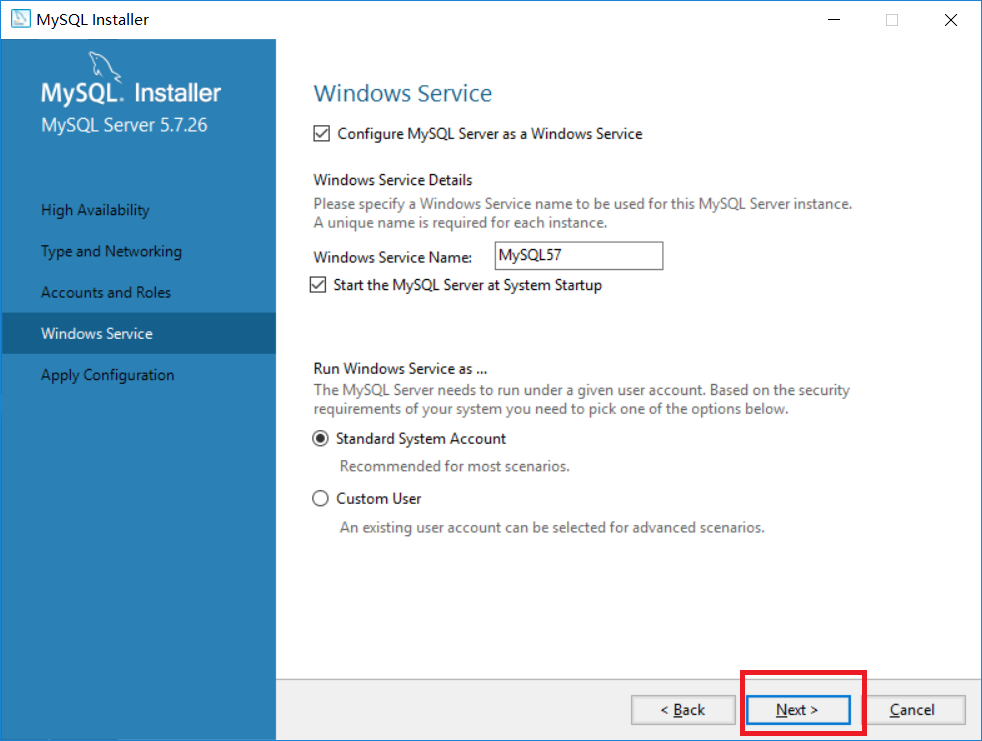 MySQL Installer
MySQL. Installer
MySQL Server 5.7.26
High Availability
Type and Networking
Accounts and Roles
Windows Service
Apply Configuration
Windows Service
Configure MySQL Server as a Windows Service
Windows Service Details
Please specify a Windows Service name to be used for this MySQL Server instance.
A unique name is required for each instance.
Windows Service Name: MySQL57
Start the MySQL Server at System Startup
Run Windows Service as ...
The MySQL Server needs to run under a given user account. Based on the security
requirements of your system you need to pick one of the options below.
Standard System Account
Recommended for most scenarios.
Custom User
An existing user account can be selected for advanced scenarios.
< Back Next > Cancel